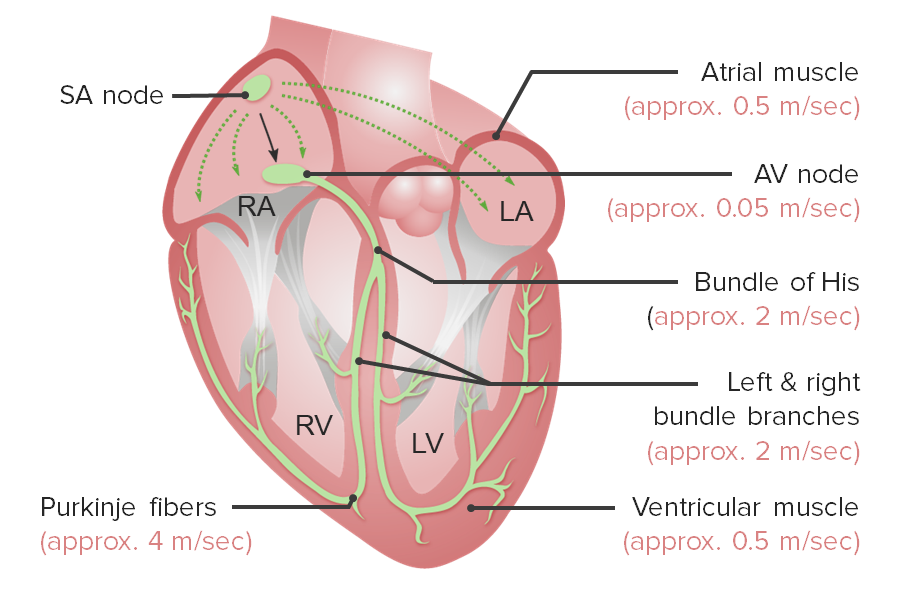 SA node
Atrial muscle
(approx. 0.5 m/sec)
AV node
(approx. 0.05 m/sec)
RA
LA
Bundle of His
(approx. 2 m/sec)
Left & right
bundle branches
(approx. 2 m/sec)
RV
LV
Purkinje fibers
(approx. 4 m/sec)
Ventricular muscle
(approx. 0.5 m/sec)